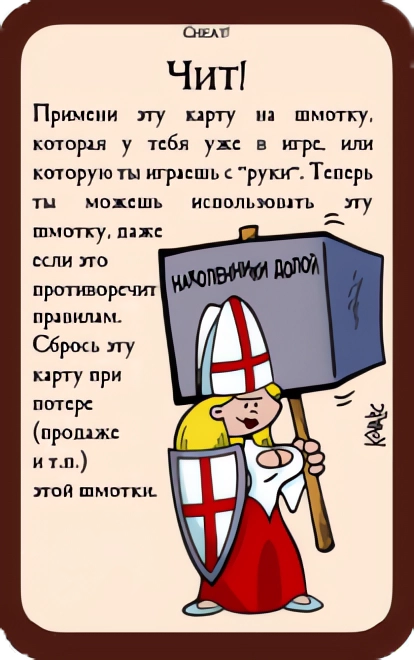 CHEAT!
Чит!
Примени эту карту на шмотку,
которая у тебя уже в игре или
которую ты играешь с "руки". Теперь
ты можешь использовать эту
шмотку, даже
если это
противоречит
правилам.
Сбрось эту
карту при
потере
(продаже
и т.п.)
этой шмотки.
НАКОЛЕННИКИ ДОЛОЙ